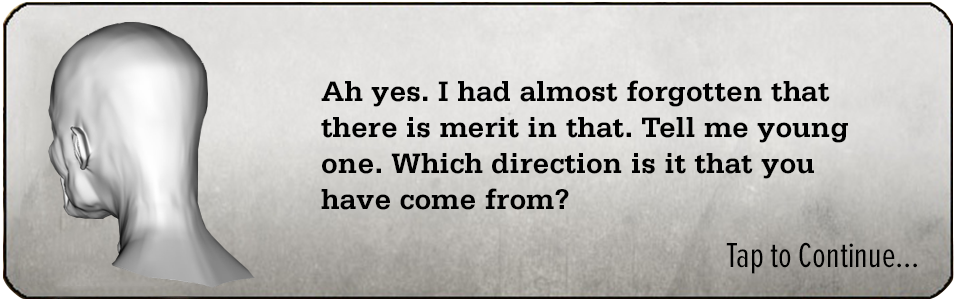 Ah yes. I had almost forgotten that
there is merit in that. Tell me young
one. Which direction is it that you
have come from?
Tap to Continue...